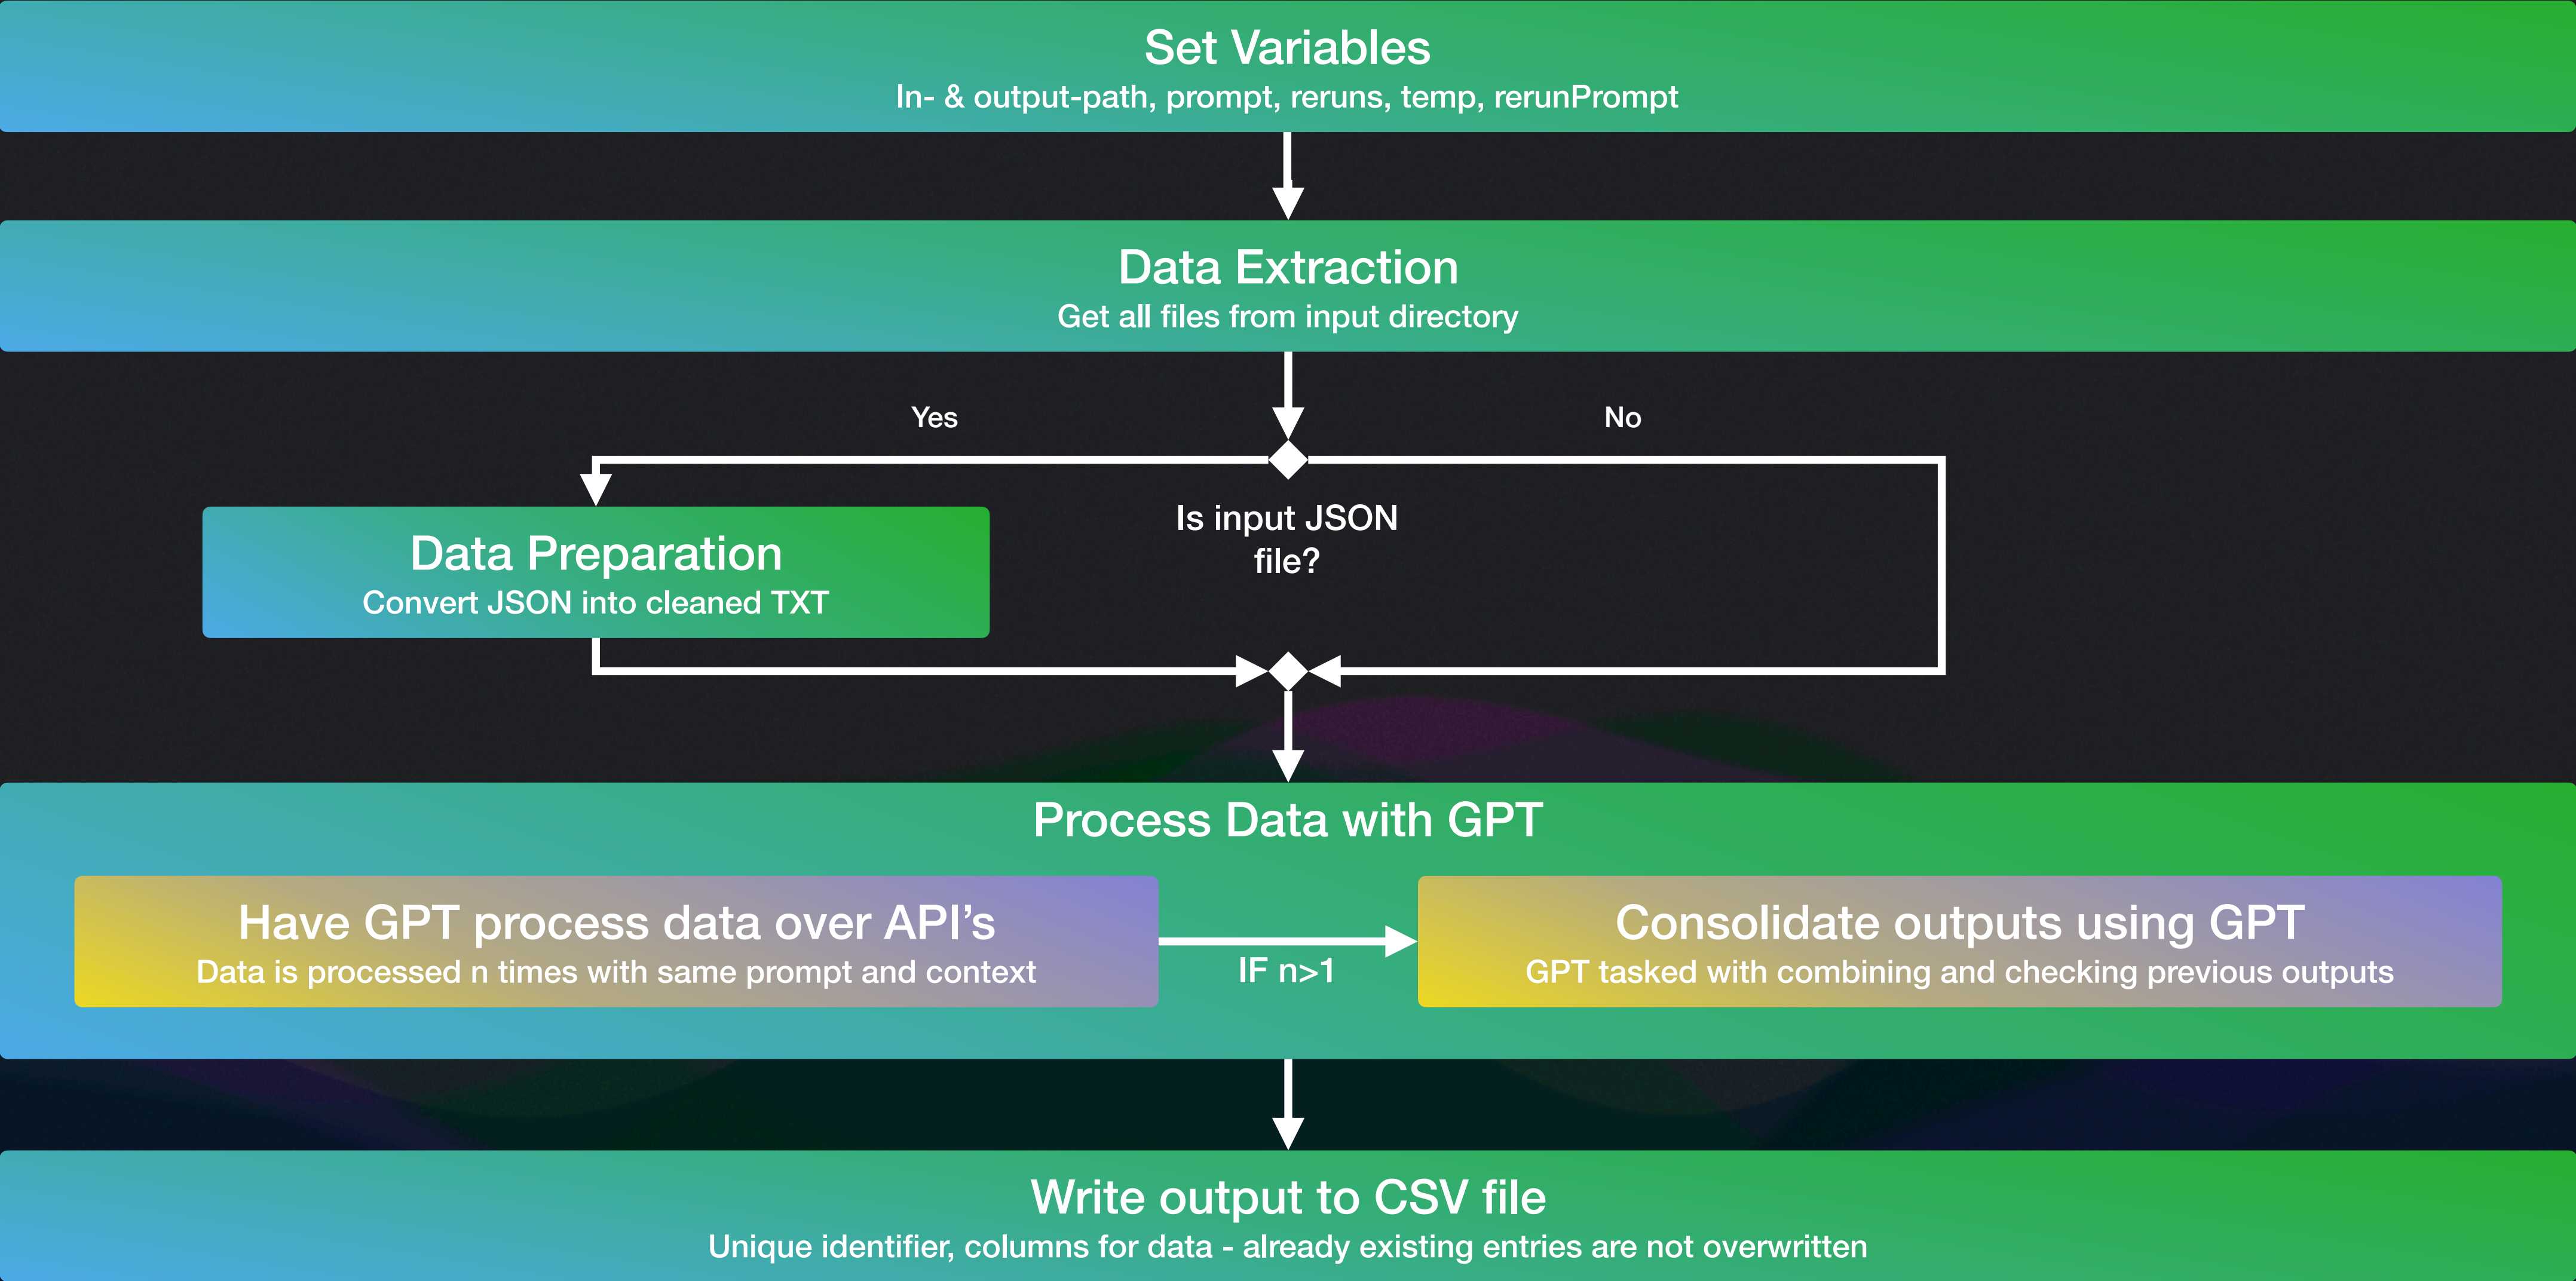 Set Variables
In- & output-path, prompt, reruns, temp, rerunPrompt
Data Extraction
Get all files from input directory
Yes
No
Is input JSON
file?
Data Preparation
Convert JSON into cleaned TXT
Process Data with GPT
Have GPT process data over API’s
Data is processed n times with same prompt and context
IF n>1
Consolidate outputs using GPT
GPT tasked with combining and checking previous outputs
Write output to CSV file
Unique identifier, columns for data - already existing entries are not overwritten